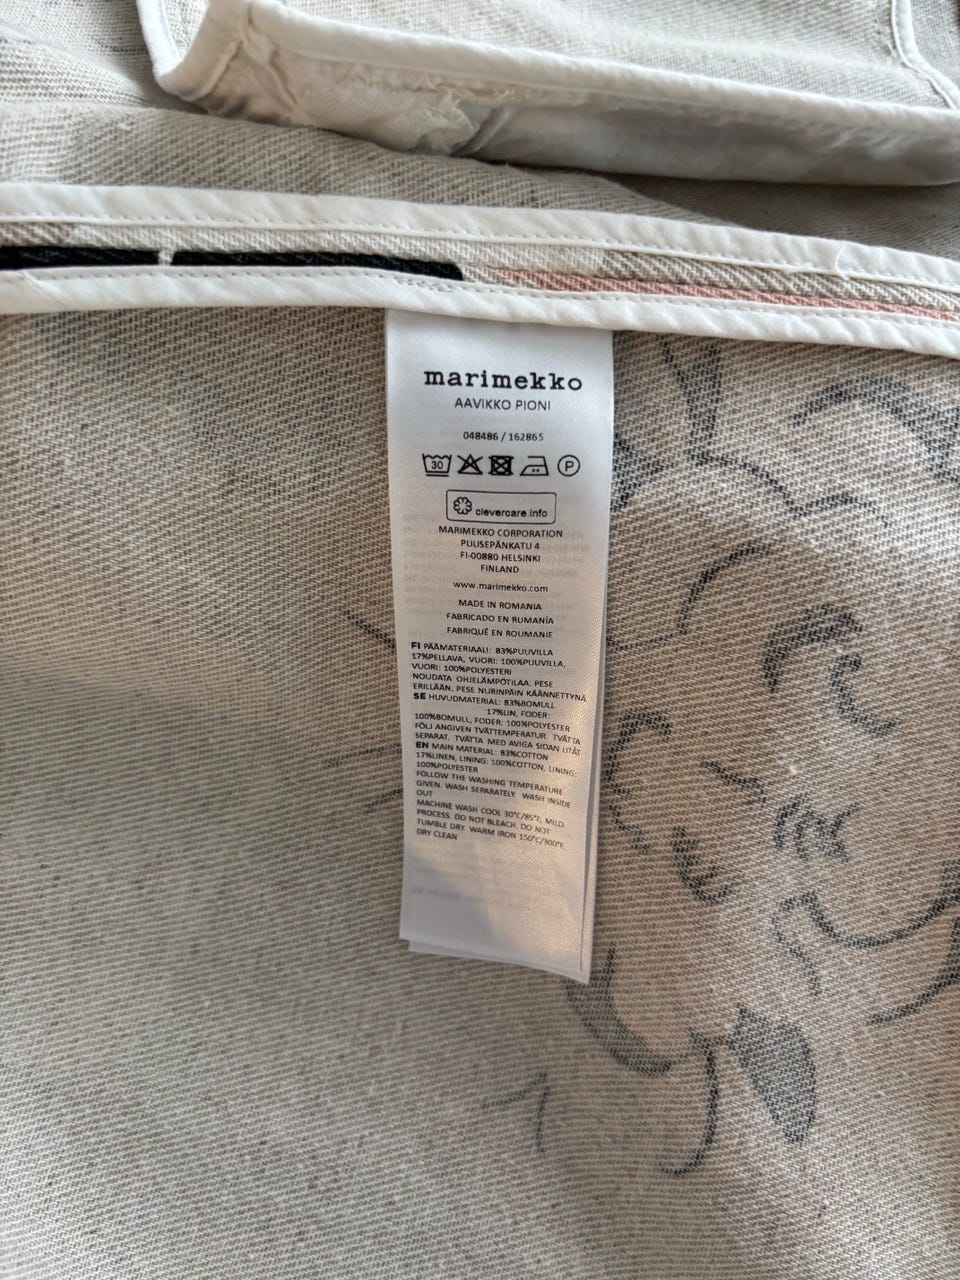 marimekko
AAVIKKO PIONI
048486 / 162865
30
P
clevercare.info
MARIMEKKO CORPORATION
PUUSEPÄNKATU 4
FI-00880 HELSINKI
FINLAND
www.marimekko.com
MADE IN ROMANIA
FABRICADO EN RUMANÍA
FABRIQUÉ EN ROUMANIE
FI PÄÄMATERIAALI: 83%PUUVILLA
17%PELLAVA, VUORI: 100%PUUVILLA,
VUORI: 100%POLYESTERI
NOUDATA OHJELÄMPÖTILAA. PESE
ERILLÄÄN. PESE NURINPÄIN KÄÄNNETTYNÄ
SE HUVUDMATERIAL: 83%BOMULL
17%LIN, FODER:
100%BOMULL, FODER: 100%POLYESTER
FÖLJ ANGIVEN TVÄTTEMPERATUR. TVÄTTA
SEPARAT. TVÄTTA MED AVIGA SIDAN UTÅT
EN MAIN MATERIAL: 83%COTTON
17%LINEN, LINING: 100%COTTON, LINING:
100%POLYESTER
FOLLOW THE WASHING TEMPERATURE
GIVEN. WASH SEPARATELY. WASH INSIDE
OUT
MACHINE WASH COOL 30°C/85°F, MILD
PROCESS. DO NOT BLEACH. DO NOT
TUMBLE DRY. WARM IRON 150°C/300°F.
DRY CLEAN